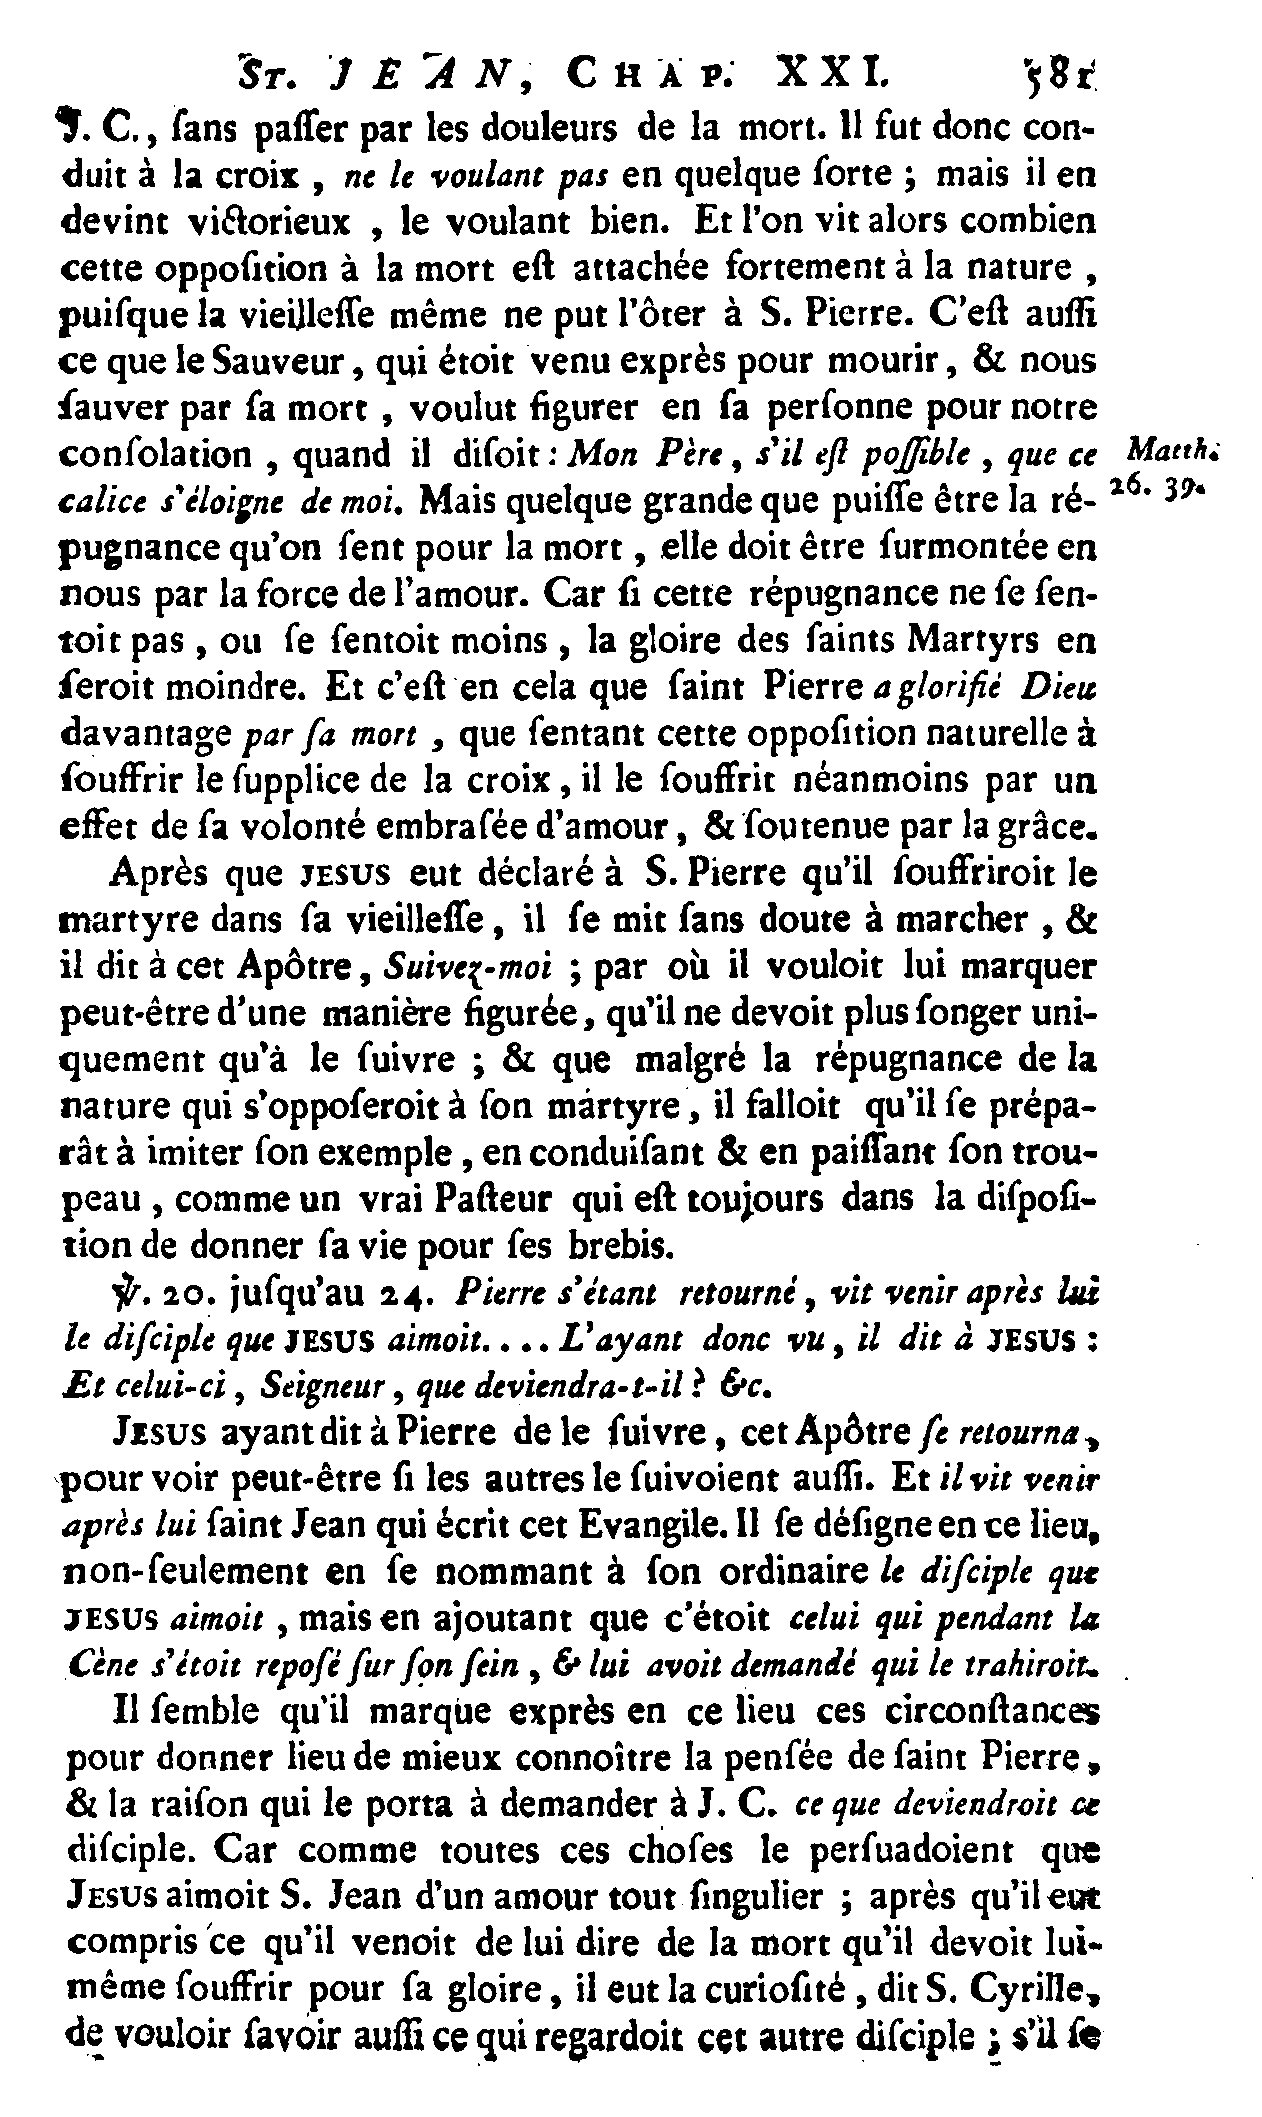 ST. JEAN, CHAP. XXI. 581
J. C., ſans paſſer par les douleurs de la mort. Il fut donc con-
duit à la croix, ne le voulant pas en quelque ſorte ; mais il en
devint victorieux, le voulant bien. Et l'on vit alors combien
cette oppoſition à la mort eſt attachée fortement à la nature,
puiſque la vieilleſſe même ne put l'ôter à S. Pierre. C'eſt auſſi
ce que le Sauveur, qui étoit venu exprès pour mourir, & nous
ſauver par ſa mort, voulut figurer en ſa perſonne pour notre
conſolation, quand il diſoit : Mon Père, s'il eſt poſſible, que ce
Matth.
calice s'éloigne de moi. Mais quelque grande que puiſſe être la ré-
26. 39.
pugnance qu'on ſent pour la mort, elle doit être ſurmontée en
nous par la force de l'amour. Car ſi cette répugnance ne ſe ſen-
toit pas, ou ſe ſentoit moins, la gloire des ſaints Martyrs en
ſeroit moindre. Et c'eſt en cela que ſaint Pierre a glorifié Dieu
davantage par ſa mort, que ſentant cette oppoſition naturelle à
ſouffrir le ſupplice de la croix, il le ſouffrit néanmoins par un
effet de ſa volonté embraſée d'amour, & ſoutenue par la grâce.
Après que JESUS eut déclaré à S. Pierre qu'il ſouffriroit le
martyre dans ſa vieilleſſe, il ſe mit ſans doute à marcher, &
il dit à cet Apôtre, Suivez-moi ; par où il vouloit lui marquer
peut-être d'une manière figurée, qu'il ne devoit plus ſonger uni-
quement qu'à le ſuivre ; & que malgré la répugnance de la
nature qui s'oppoſeroit à ſon martyre, il falloit qu'il ſe prépa-
rât à imiter ſon exemple, en conduiſant & en paiſſant ſon trou-
peau, comme un vrai Paſteur qui eſt toujours dans la diſpoſi-
tion de donner ſa vie pour ſes brebis.
℣. 20. juſqu'au 24. Pierre s'étant retourné, vit venir après lui
le diſciple que JESUS aimoit.... L'ayant donc vu, il dit à JESUS :
Et celui-ci, Seigneur, que deviendra-t-il ? &c.
JESUS ayant dit à Pierre de le ſuivre, cet Apôtre ſe retourna,
pour voir peut-être ſi les autres le ſuivoient auſſi. Et il vit venir
après lui ſaint Jean qui écrit cet Evangile. Il ſe déſigne en ce lieu,
non-ſeulement en ſe nommant à ſon ordinaire le diſciple que
JESUS aimoit, mais en ajoutant que c'étoit celui qui pendant la
Cène s'étoit repoſé ſur ſon ſein, & lui avoit demandé qui le trahiroit.
Il ſemble qu'il marque exprès en ce lieu ces circonſtances
pour donner lieu de mieux connoître la penſée de ſaint Pierre,
& la raiſon qui le porta à demander à J. C. ce que deviendroit ce
diſciple. Car comme toutes ces choſes le perſuadoient que
JESUS aimoit S. Jean d'un amour tout ſingulier ; après qu'il eut
compris ce qu'il venoit de lui dire de la mort qu'il devoit lui-
même ſouffrir pour ſa gloire, il eut la curioſité, dit S. Cyrille,
de vouloir ſavoir auſſi ce qui regardoit cet autre diſciple ; s'il ſe